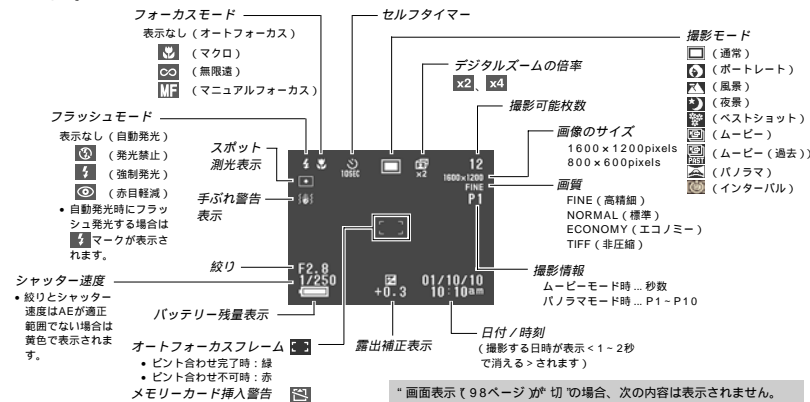 フォーカスモード
表示なし（オートフォーカス）
（マクロ）
（無限遠）
MF （マニュアルフォーカス）
フラッシュモード
表示なし（自動発光）
（発光禁止）
（強制発光）
（赤目軽減）
• 自動発光時にフラッ
シュ発光する場合は
マークが表示さ
れます。
シャッター速度
• 絞りとシャッター
速度はAEが適正
範囲でない場合は
黄色で表示されま
す。
スポット
測光表示
手ぶれ警告
表示
絞り
バッテリー残量表示
オートフォーカスフレーム
• ピント合わせ完了時：緑
• ピント合わせ不可時：赤
メモリーカード挿入警告
セルフタイマー
デジタルズームの倍率
x2、x4
撮影可能枚数
10SEC
x2
12
1600×1200
FINE
P1
F2.8
1/250
+0.3
01/10/10
10:10am
露出補正表示
撮影モード
（通常）
（ポートレート）
（風景）
（夜景）
（ベストショット）
（ムービー）
PAST （ムービー（過去））
（パノラマ）
（インターバル）
画像のサイズ
1600×1200pixels
800×600pixels
画質
FINE（高精細）
NORMAL（標準）
ECONOMY（エコノミー）
TIFF（非圧縮）
撮影情報
ムービーモード時...秒数
パノラマモード時...P1~P10
日付/時刻
（撮影する日時が表示<1~2秒
で消える>されます）
“画面表示”（98ページ）が“切”の場合、次の内容は表示されません。